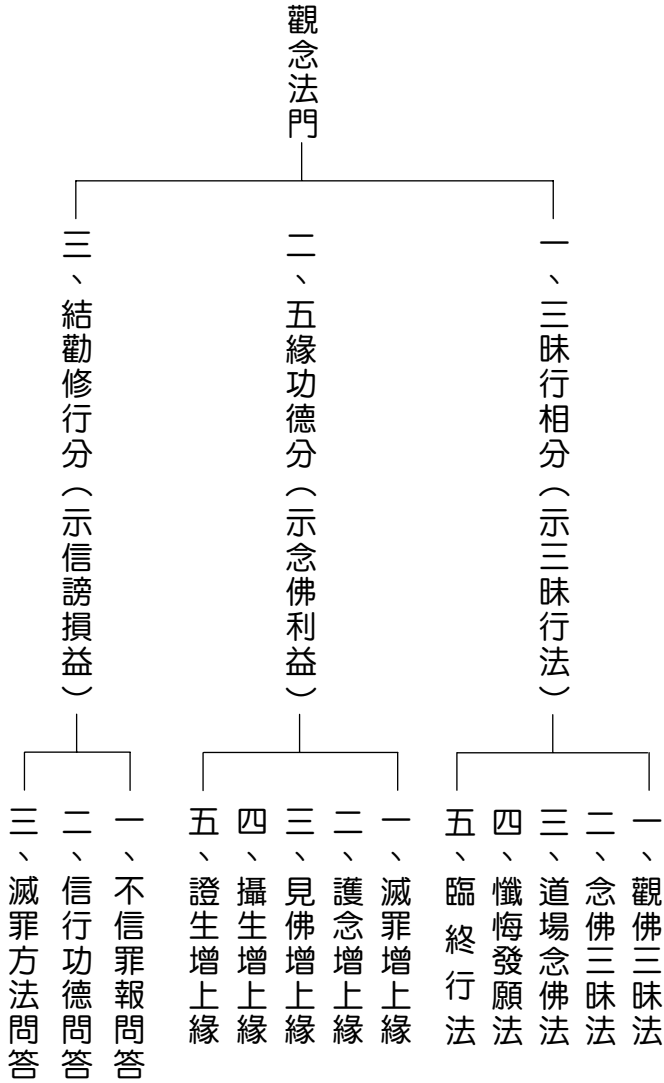 觀念法門
一、三昧行相分（示三昧行法）
一、觀佛三昧法
二、念佛三昧法
三、道場念佛法
四、懺悔發願法
五、臨終行法
二、五緣功德分（示念佛利益）
一、滅罪增上緣
二、護念增上緣
三、見佛增上緣
四、攝生增上緣
五、證生增上緣
三、結勸修行分（示信謗損益）
一、不信罪報問答
二、信行功德問答
三、滅罪方法問答